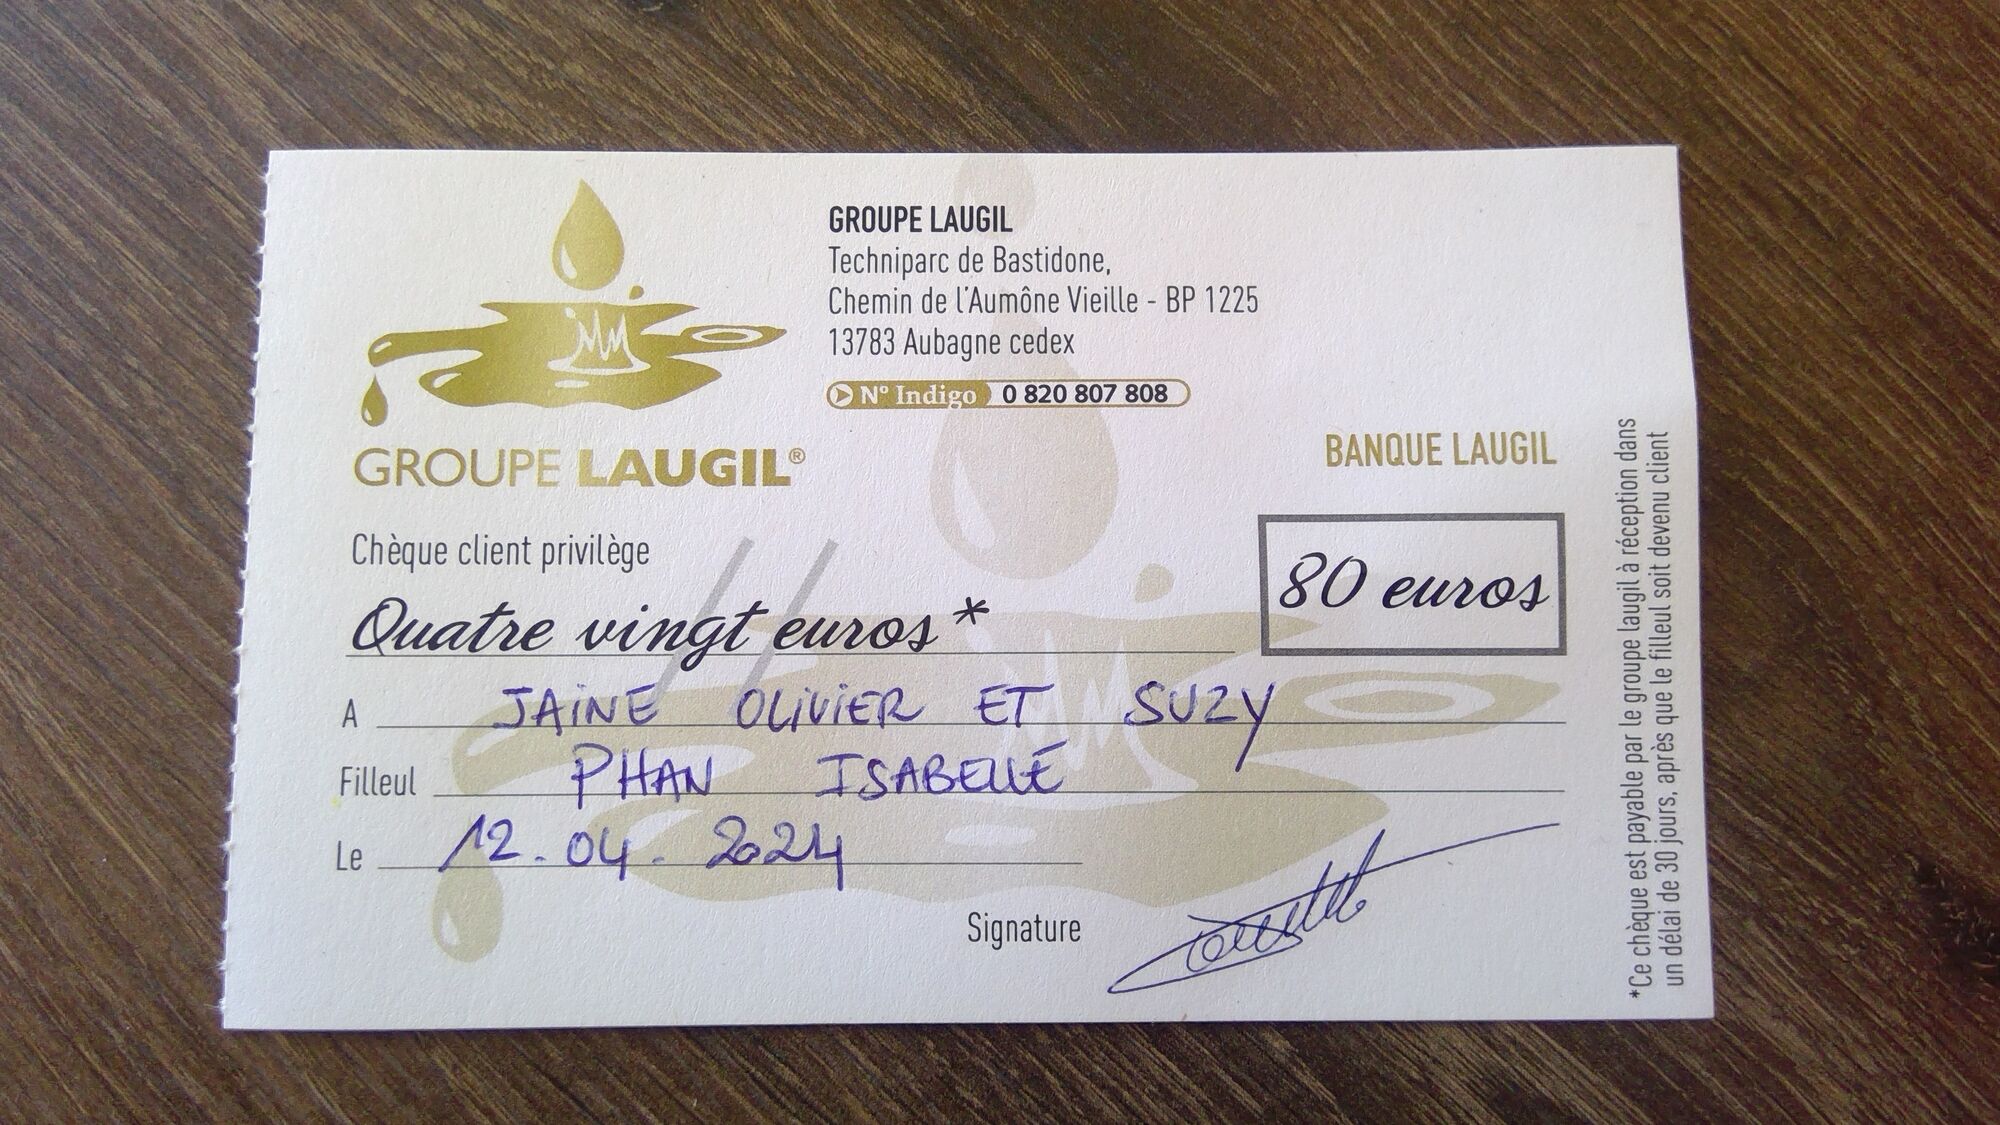 GROUPE LAUGIL
Techniparc de Bastidone,
Chemin de l'Aumône Vieille - BP 1225
13783 Aubagne cedex
N° Indigo 0 820 807 808
GROUPE LAUGIL®
BANQUE LAUGIL
Chèque client privilège
80 euros
Quatre vingt euros*
A JAINE OLIVIER ET SUZY
Filleul PHAN ISABELLE
Le 12.04.2024
Signature
*Ce chèque est payable par le groupe laugil à réception dans
un délai de 30 jours, après que le filleul soit devenu client